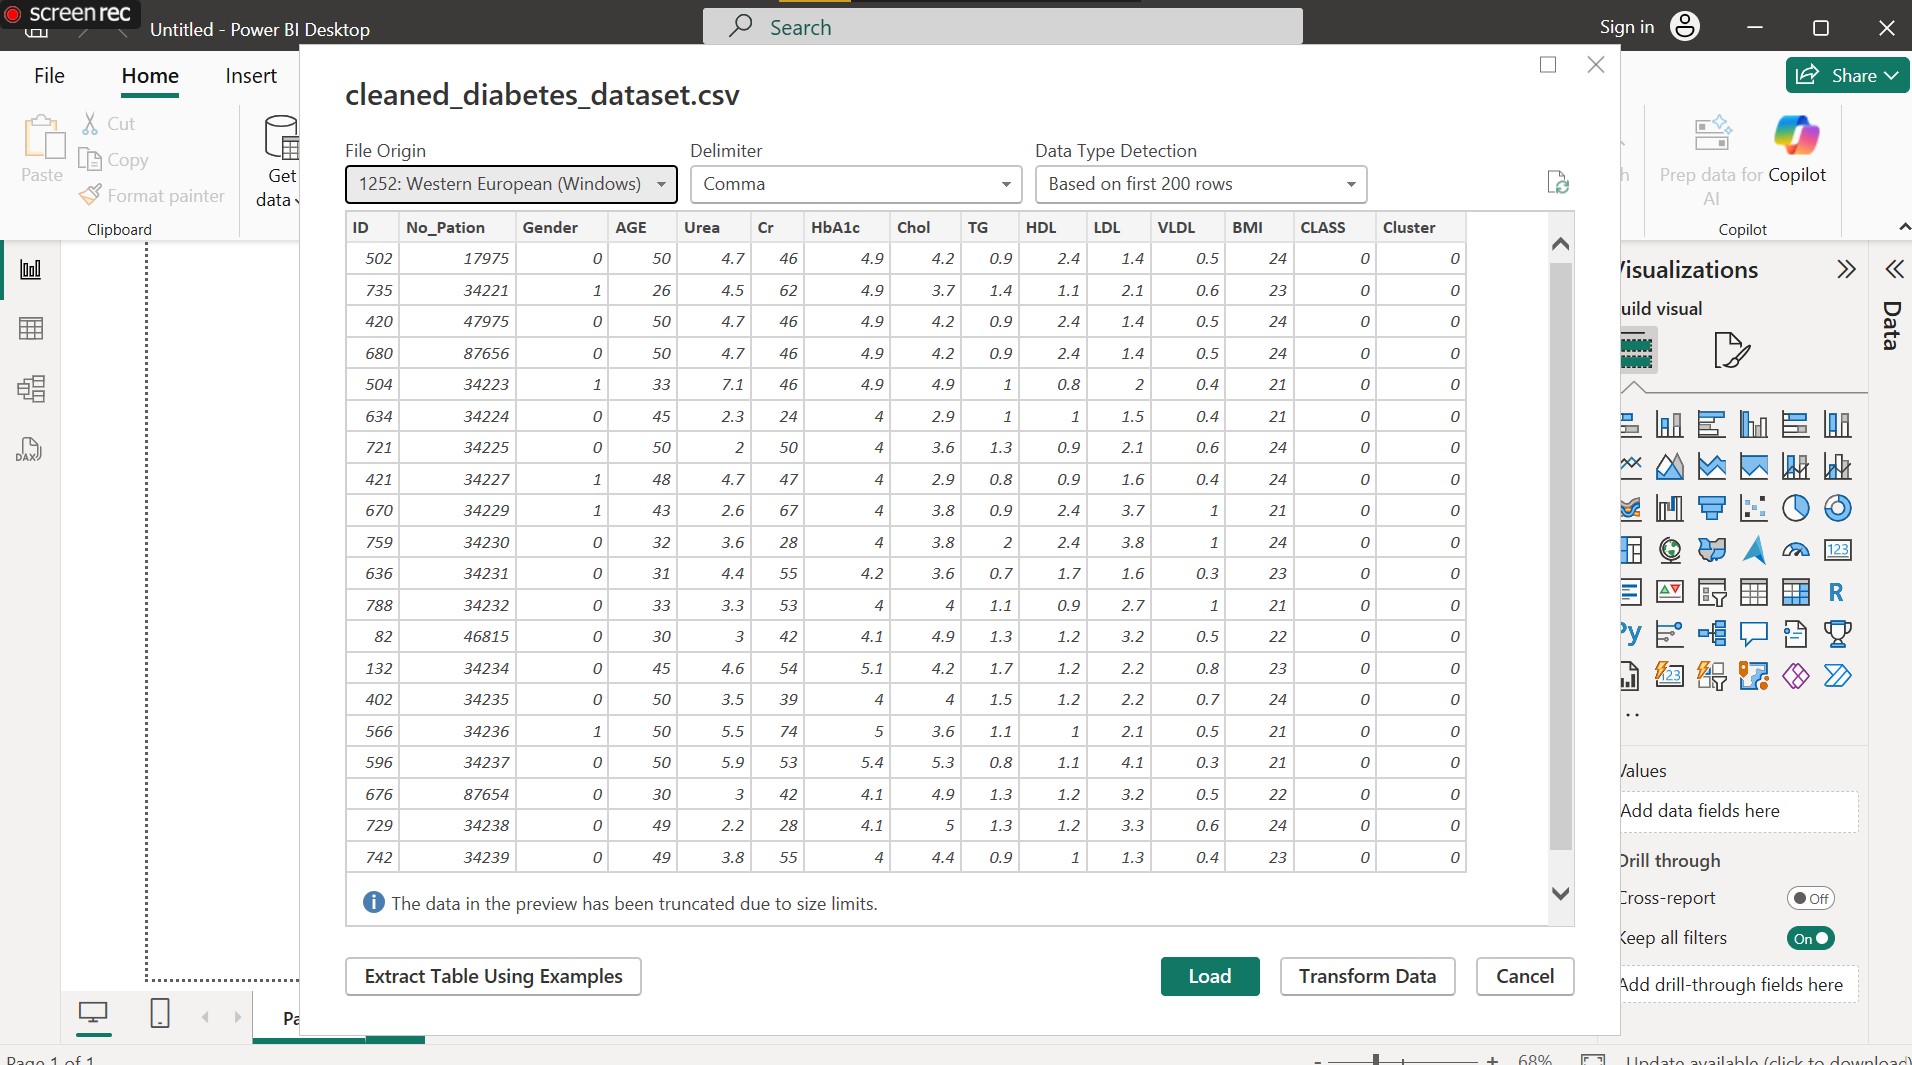 screenrec
Untitled - Power BI Desktop
Search
Sign in
File
Home
Insert
Share
cleaned_diabetes_dataset.csv
File Origin
Delimiter
Data Type Detection
1252: Western European (Windows)
Comma
Based on first 200 rows
Paste
Cut
Copy
Format painter
Clipboard
Get
data
Prep data for
AI
Copilot
Copilot
ID No_Pation Gender AGE Urea Cr HbA1c Chol TG HDL LDL VLDL BMI CLASS Cluster
502 17975 0 50 4.7 46 4.9 4.2 0.9 2.4 1.4 0.5 24 0 0
735 34221 1 26 4.5 62 4.9 3.7 1.4 1.1 2.1 0.6 23 0 0
420 47975 0 50 4.7 46 4.9 4.2 0.9 2.4 1.4 0.5 24 0 0
680 87656 0 50 4.7 46 4.9 4.2 0.9 2.4 1.4 0.5 24 0 0
504 34223 1 33 7.1 46 4.9 4.9 1 0.8 2 0.4 21 0 0
634 34224 0 45 2.3 24 4 2.9 1 1 1.5 0.4 21 0 0
721 34225 0 50 2 50 4 3.6 1.3 0.9 2.1 0.6 24 0 0
421 34227 1 48 4.7 47 4 2.9 0.8 0.9 1.6 0.4 24 0 0
670 34229 1 43 2.6 67 4 3.8 0.9 2.4 3.7 1 21 0 0
759 34230 0 32 3.6 28 4 3.8 2 2.4 3.8 1 24 0 0
636 34231 0 31 4.4 55 4.2 3.6 0.7 1.7 1.6 0.3 23 0 0
788 34232 0 33 3.3 53 4 4 1.1 0.9 2.7 1 21 0 0
82 46815 0 30 3 42 4.1 4.9 1.3 1.2 3.2 0.5 22 0 0
132 34234 0 45 4.6 54 5.1 4.2 1.7 1.2 2.2 0.8 23 0 0
402 34235 0 50 3.5 39 4 4 1.5 1.2 2.2 0.7 24 0 0
566 34236 1 50 5.5 74 5 3.6 1.1 1 2.1 0.5 21 0 0
596 34237 0 50 5.9 53 5.4 5.3 0.8 1.1 4.1 0.3 21 0 0
676 87654 0 30 3 42 4.1 4.9 1.3 1.2 3.2 0.5 22 0 0
729 34238 0 49 2.2 28 4.1 5 1.3 1.2 3.3 0.6 24 0 0
742 34239 0 49 3.8 55 4 4.4 0.9 1 1.3 0.4 23 0 0
The data in the preview has been truncated due to size limits.
Extract Table Using Examples
Load
Transform Data
Cancel
DAX
isualizations
uild visual
Data
123
R
Py
123
Values
Add data fields here
Drill through
Cross-report
Off
Keep all filters
On
Add drill-through fields here
Pa
Page 1 of 1
- + 68%
Update available (click to download)